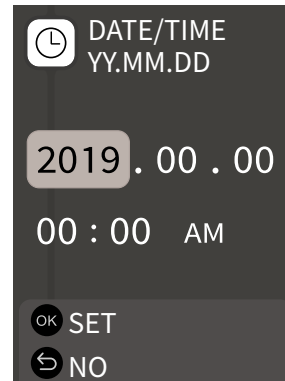 DATE/TIME
YY.MM.DD
2019 . 00 . 00
00 : 00 AM
OK SET
NO